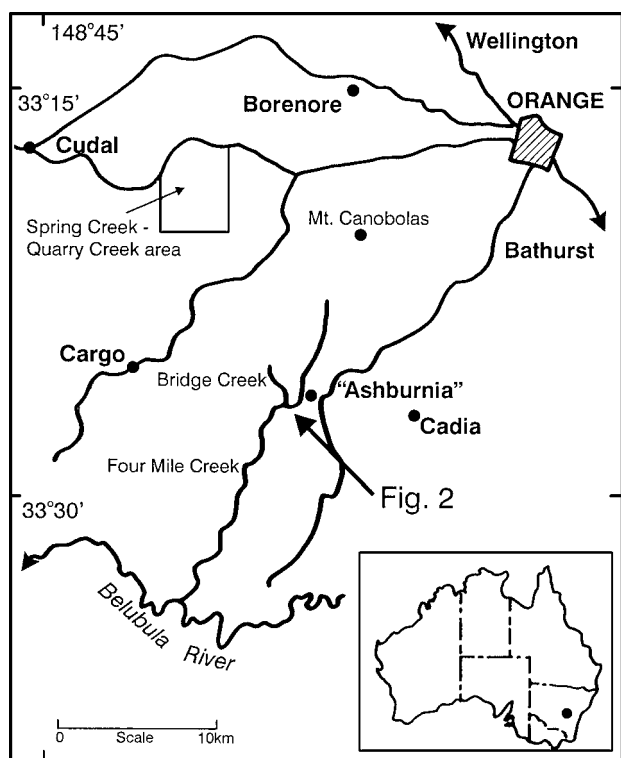 148°45'
Wellington
33°15'
Borenore
ORANGE
Cudal
Spring Creek -
Quarry Creek area
Mt. Canobolas
Bathurst
Cargo
Bridge Creek
"Ashburnia"
Cadia
Four Mile Creek
Fig. 2
33°30'
Belubula River
0 Scale 10km